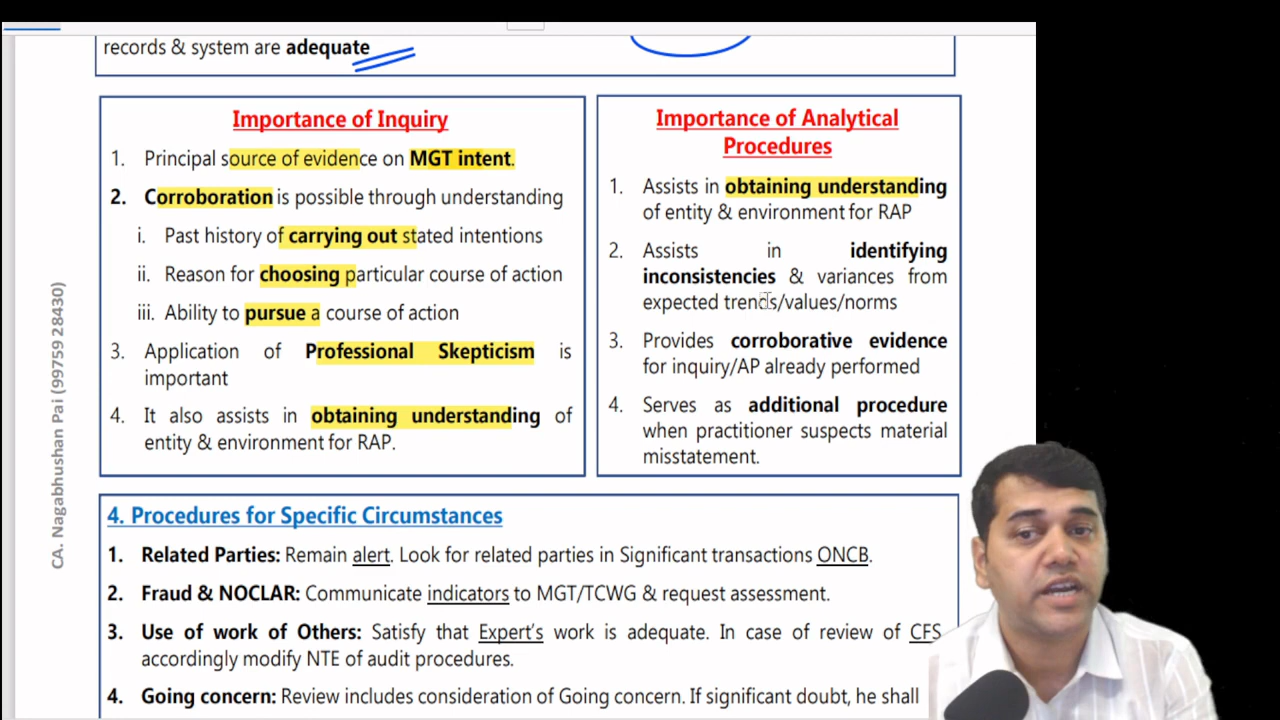 records & system are adequate
Importance of Inquiry
1. Principal source of evidence on MGT intent.
2. Corroboration is possible through understanding
i. Past history of carrying out stated intentions
ii. Reason for choosing particular course of action
iii. Ability to pursue a course of action
3. Application of Professional Skepticism is
important
4. It also assists in obtaining understanding of
entity & environment for RAP.
Importance of Analytical
Procedures
1. Assists in obtaining understanding
of entity & environment for RAP
2. Assists in identifying
inconsistencies & variances from
expected trends/values/norms
3. Provides corroborative evidence
for inquiry/AP already performed
4. Serves as additional procedure
when practitioner suspects material
misstatement.
4. Procedures for Specific Circumstances
1. Related Parties: Remain alert. Look for related parties in Significant transactions ONCB.
2. Fraud & NOCLAR: Communicate indicators to MGT/TCWG & request assessment.
3. Use of work of Others: Satisfy that Expert's work is adequate. In case of review of CFS
accordingly modify NTE of audit procedures.
4. Going concern: Review includes consideration of Going concern. If significant doubt, he shall
CA. Nagabhushan Pai (99759 28430)